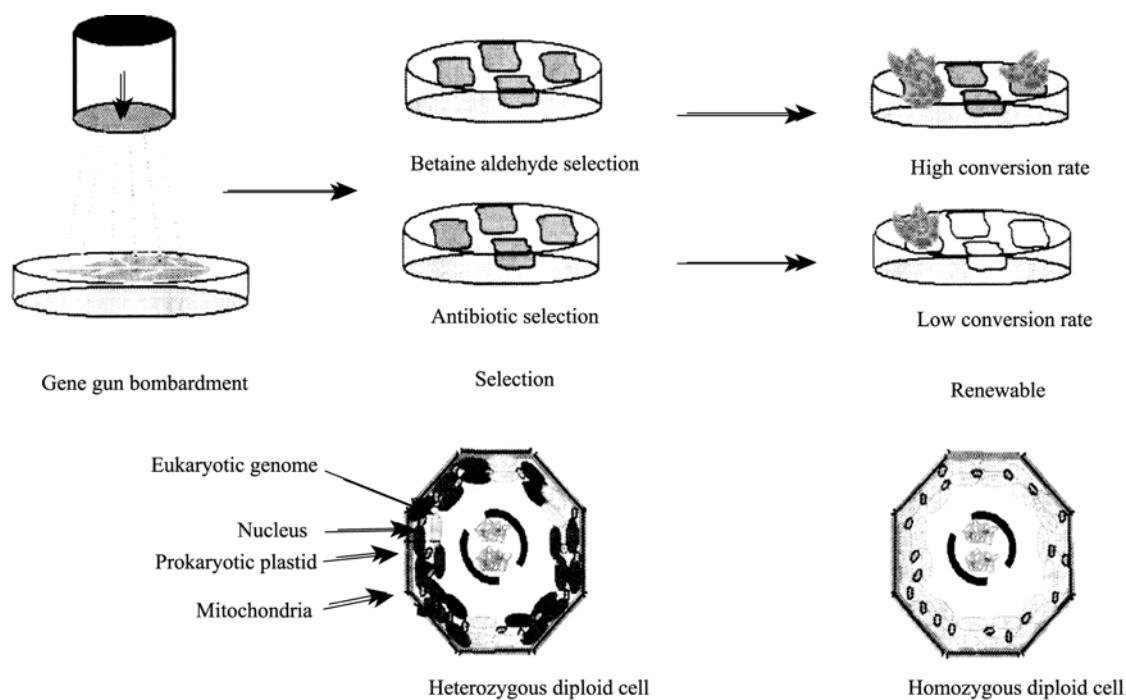 Betaine aldehyde selection
High conversion rate
Antibiotic selection
Low conversion rate
Gene gun bombardment
Selection
Renewable
Eukaryotic genome
Nucleus
Prokaryotic plastid
Mitochondria
Heterozygous diploid cell
Homozygous diploid cell